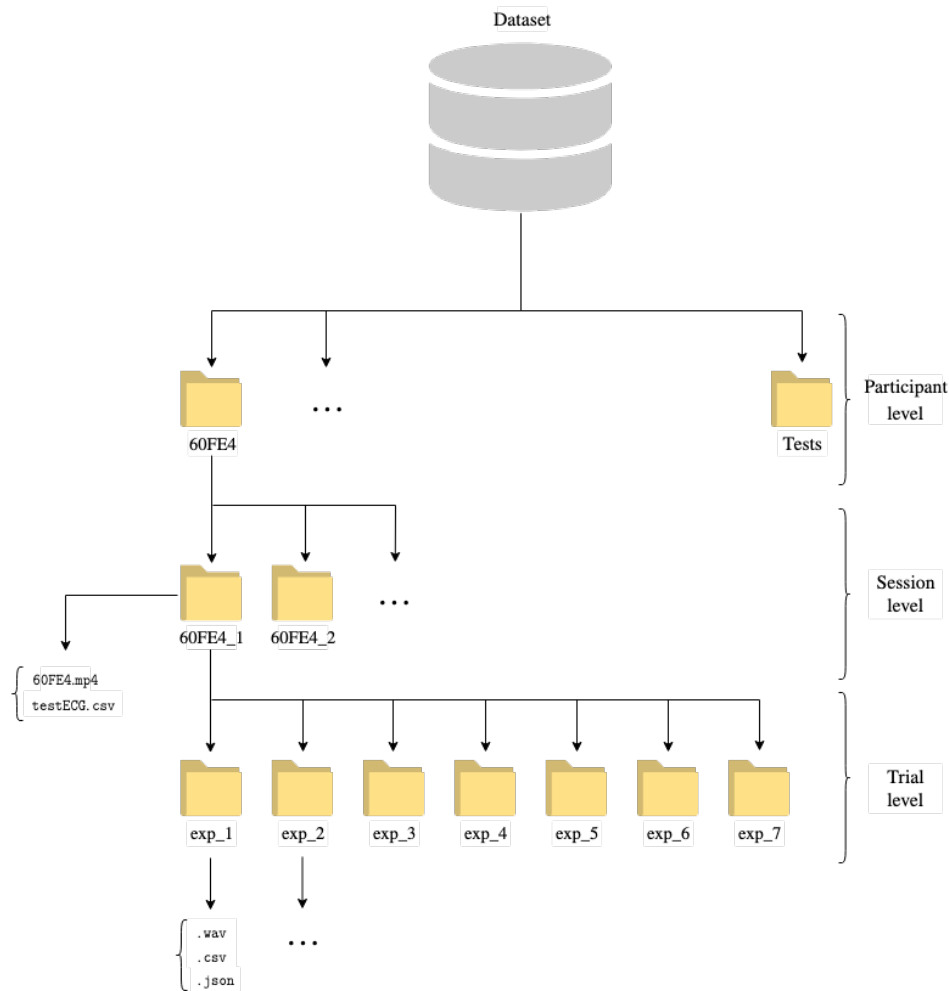 Dataset
60FE4
...
Tests
Participant
level
60FE4_1
60FE4_2
...
Session
level
60FE4.mp4
testECG.csv
exp_1
exp_2
exp_3
exp_4
exp_5
exp_6
exp_7
Trial
level
.wav
.csv
.json
...